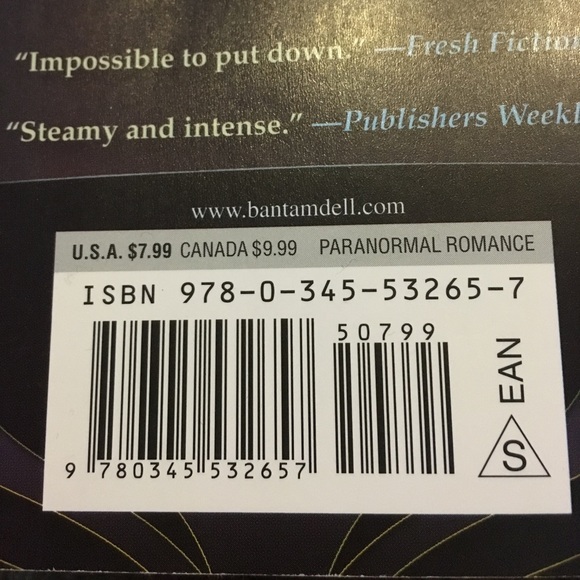 “Impossible to put down.” —Fresh Fiction
“Steamy and intense.” —Publishers Weekl
www.bantamdell.com
U.S.A. $7.99 CANADA $9.99 PARANORMAL ROMANCE
ISBN 978-0-345-53265-7
50799
9 780345 532657
EAN
S